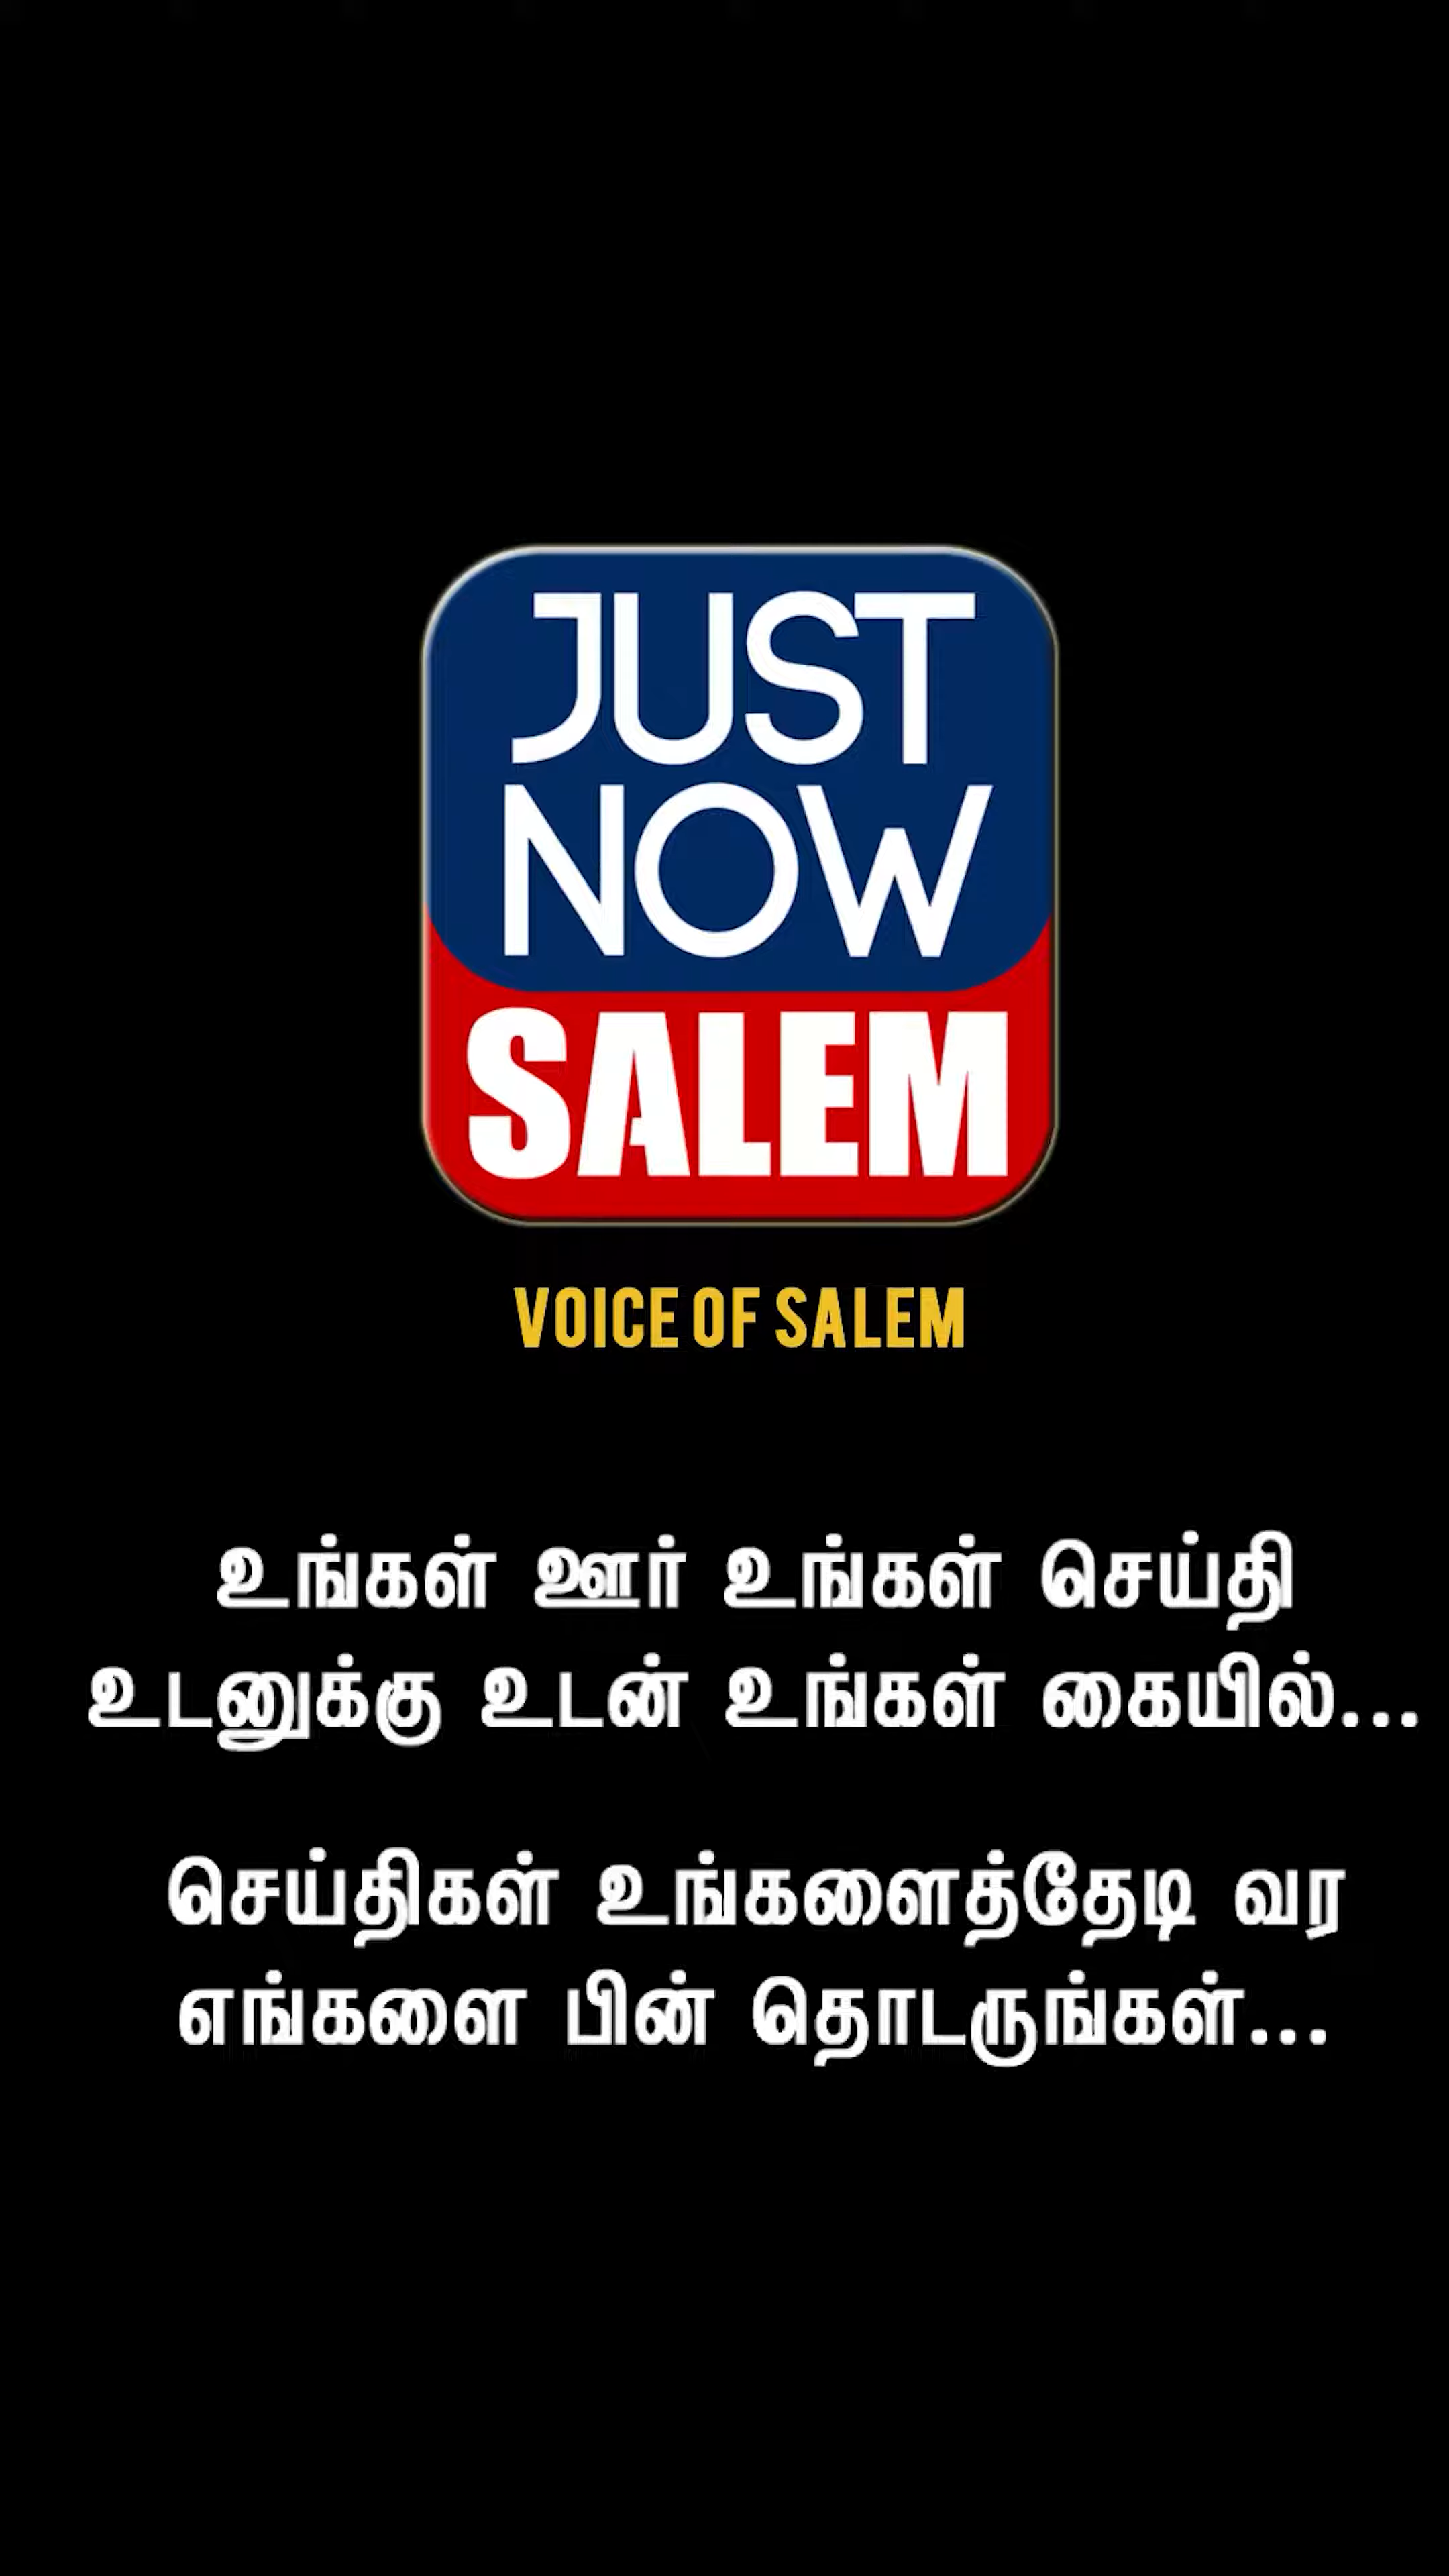 JUST
NOW
SALEM
VOICE OF SALEM
உங்கள் ஊர் உங்கள் செய்தி
உடனுக்கு உடன் உங்கள் கையில்...
செய்திகள் உங்களைத்தேடி வர
எங்களை பின் தொடருங்கள்...